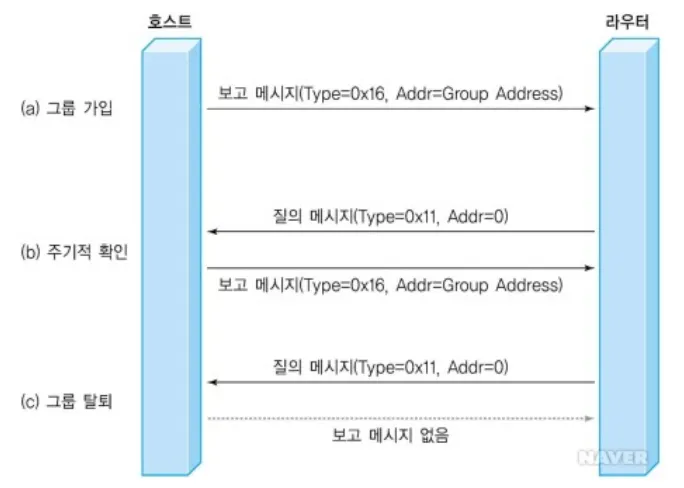 호스트
라우터
(a) 그룹 가입
보고 메시지(Type=0x16, Addr=Group Address)
질의 메시지(Type=0x11, Addr=0)
(b) 주기적 확인
보고 메시지(Type=0x16, Addr=Group Address)
질의 메시지(Type=0x11, Addr=0)
(c) 그룹 탈퇴
보고 메시지 없음
NAVER